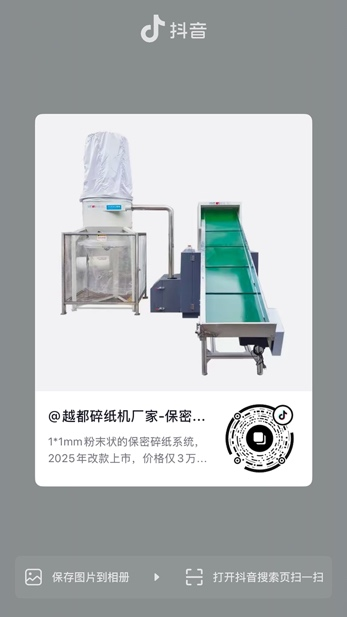 抖音
@越都碎纸机厂家-保密...
1*1mm粉末状的保密碎纸系统，
2025年改款上市，价格仅3万...
保存图片到相册
打开抖音搜索页扫一扫